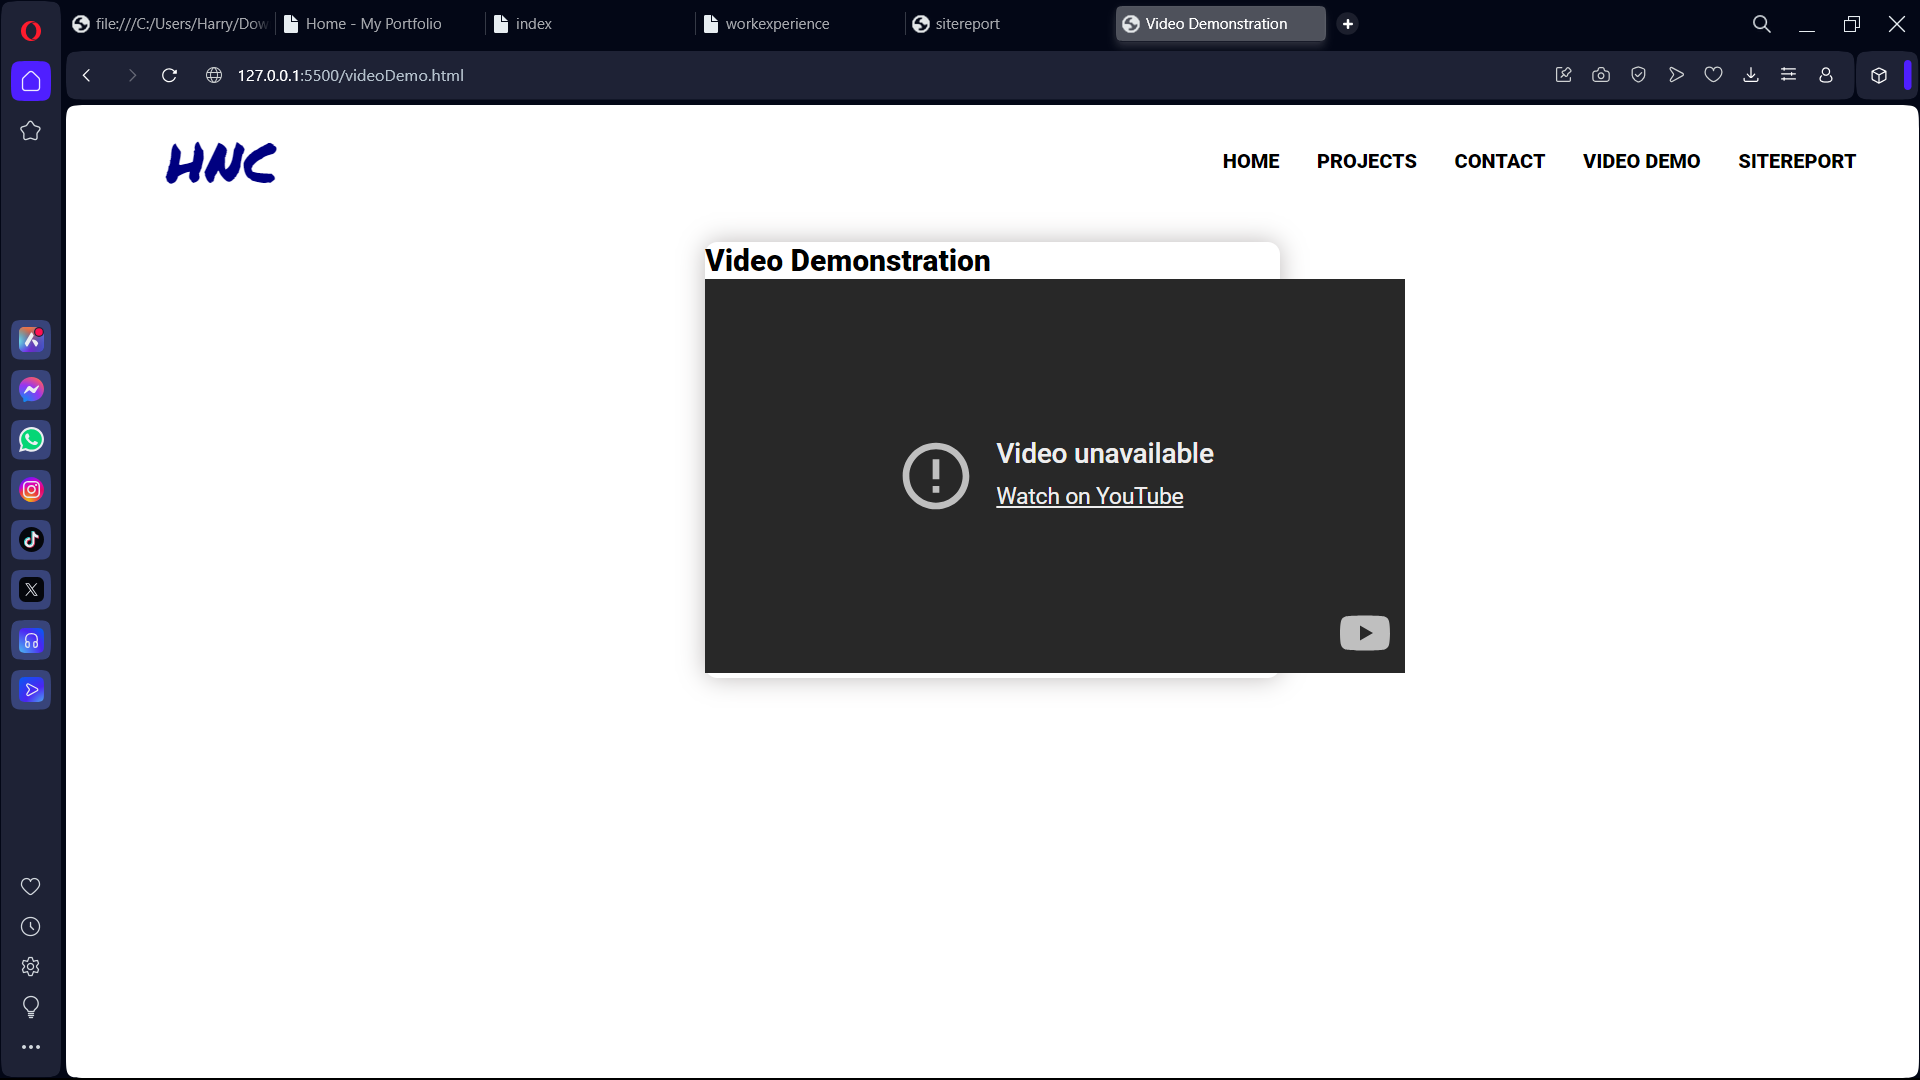 file:///C:/Users/Harry/Dow
Home - My Portfolio
index
workexperience
sitereport
Video Demonstration
127.0.0.1:5500/videoDemo.html
HNC
HOME
PROJECTS
CONTACT
VIDEO DEMO
SITEREPORT
Video Demonstration
Video unavailable
Watch on YouTube